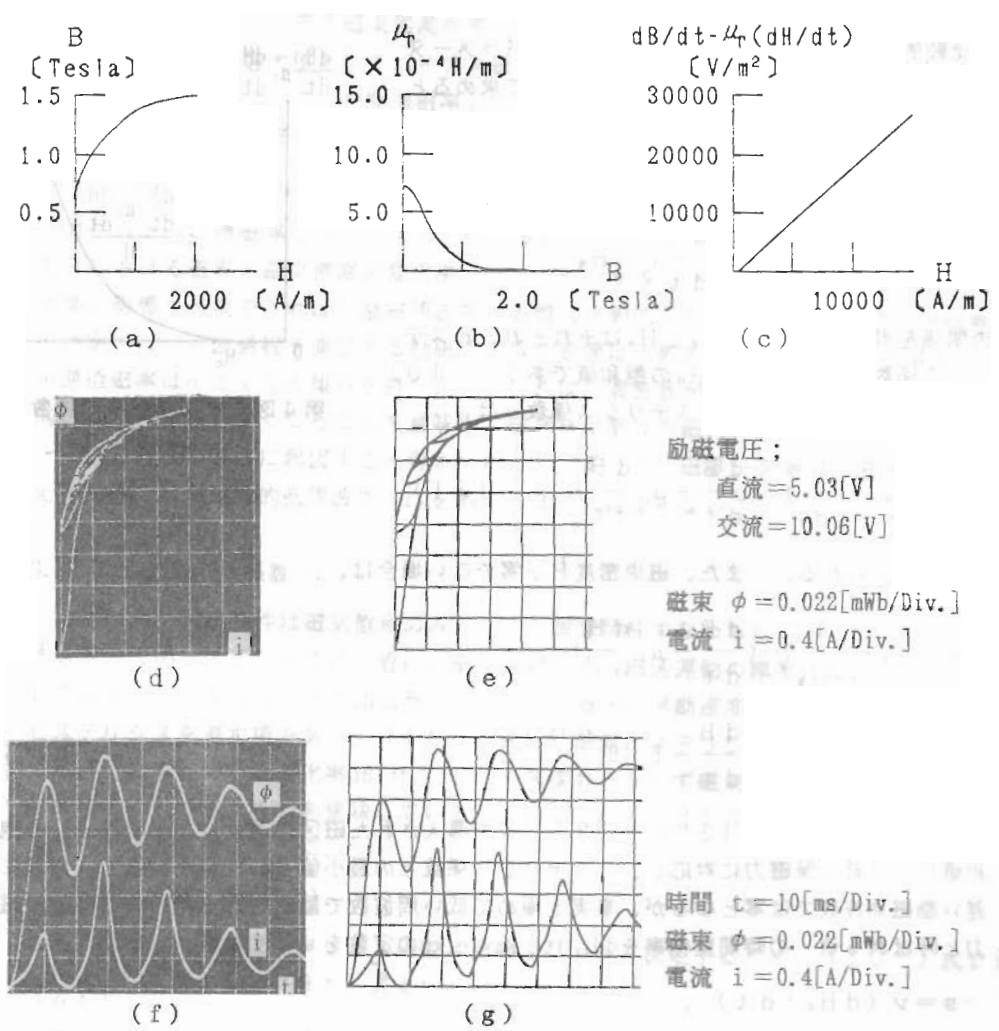 B
〔Tesla〕
1.5
1.0
0.5
H
2000 〔A/m〕
(a)
μr
〔×10⁻⁴H/m〕
15.0
10.0
5.0
B
2.0 〔Tesla〕
(b)
dB/dt-μr(dH/dt)
〔V/m²〕
30000
20000
10000
H
10000 〔A/m〕
(c)
φ
i
(d)
(e)
励磁電圧;
直流=5.03[V]
交流=10.06[V]
磁束 φ=0.022[mWb/Div.]
電流 i=0.4[A/Div.]
φ
i
t
(f)
(g)
時間 t=10[ms/Div.]
磁束 φ=0.022[mWb/Div.]
電流 i=0.4[A/Div.]